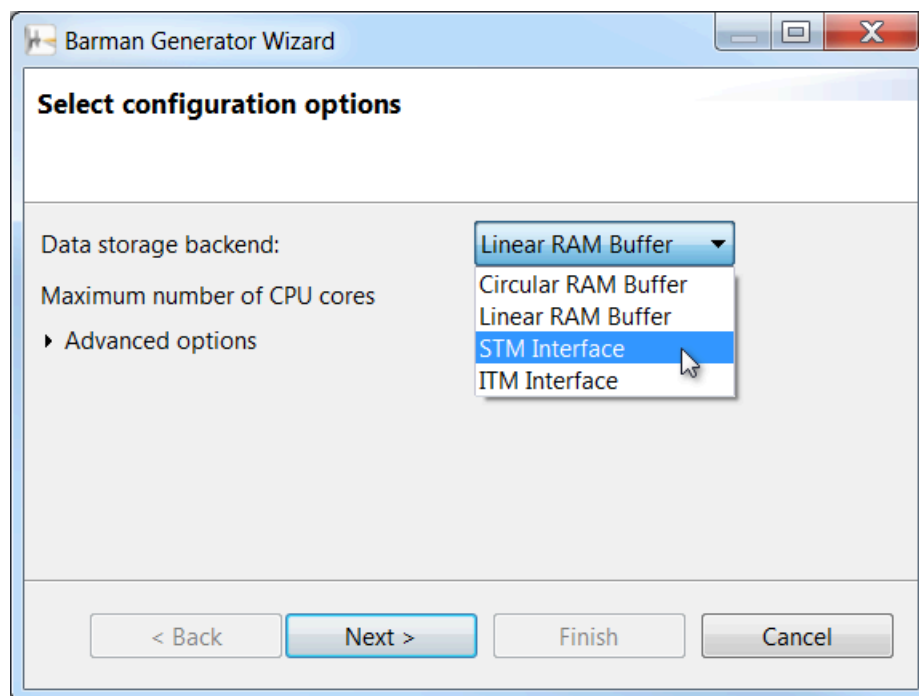 Barman Generator Wizard
Select configuration options
Data storage backend:
Linear RAM Buffer
Circular RAM Buffer
Maximum number of CPU cores
Linear RAM Buffer
Advanced options
STM Interface
ITM Interface
< Back
Next >
Finish
Cancel